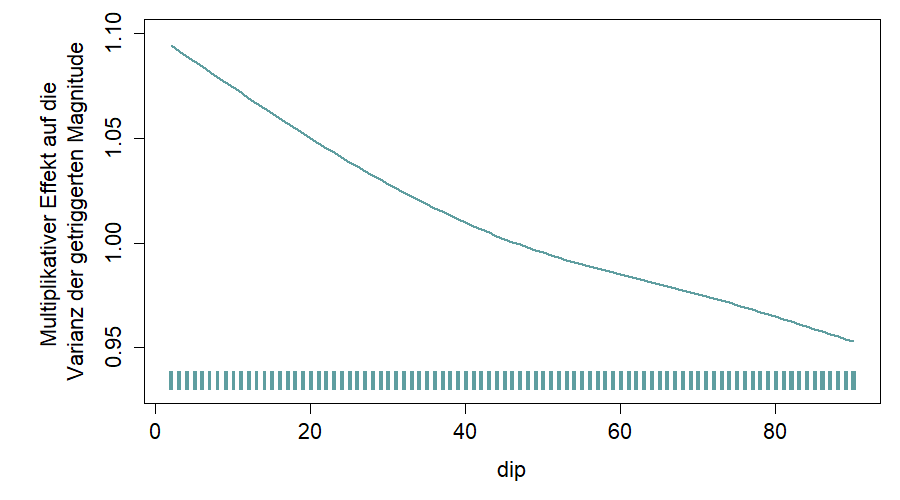 Multiplikativer Effekt auf die
Varianz der getriggerten Magnitude
1.10
1.05
1.00
0.95
0 20 40 60 80
dip